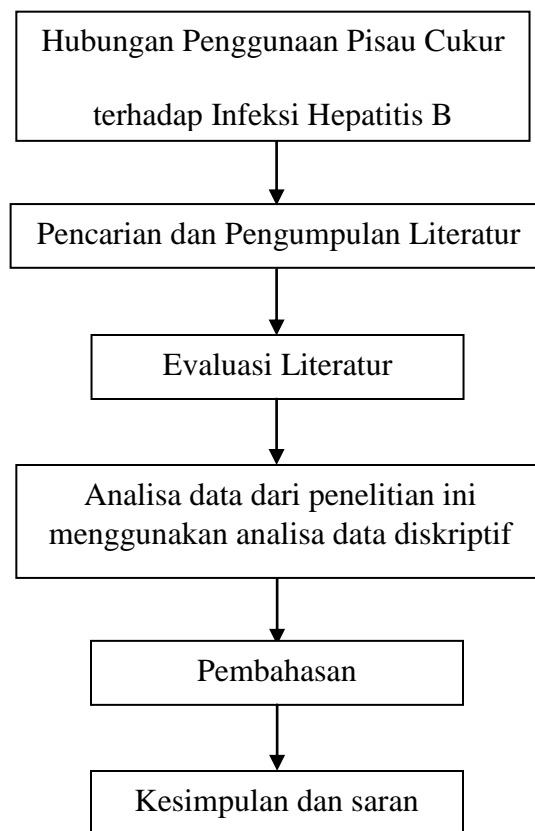 Hubungan Penggunaan Pisau Cukur
terhadap Infeksi Hepatitis B
Pencarian dan Pengumpulan Literatur
Evaluasi Literatur
Analisa data dari penelitian ini
menggunakan analisa data diskriptif
Pembahasan
Kesimpulan dan saran